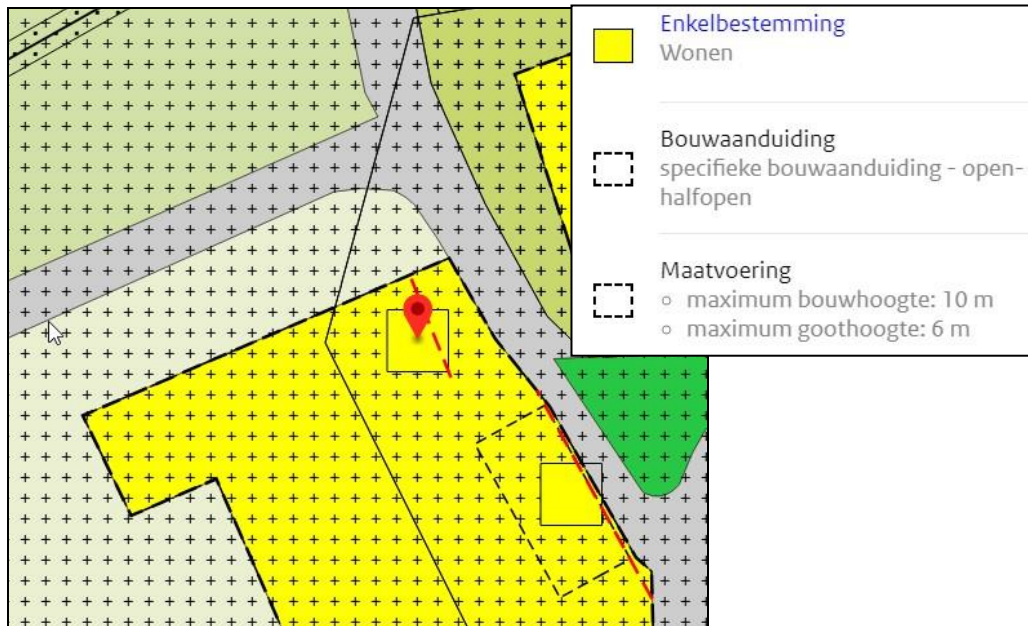 Enkelbestemming
Wonen
Bouwaanduiding
specifieke bouwaanduiding - open-
halfopen
Maatvoering
○ maximum bouwhoogte: 10 m
○ maximum goothoogte: 6 m